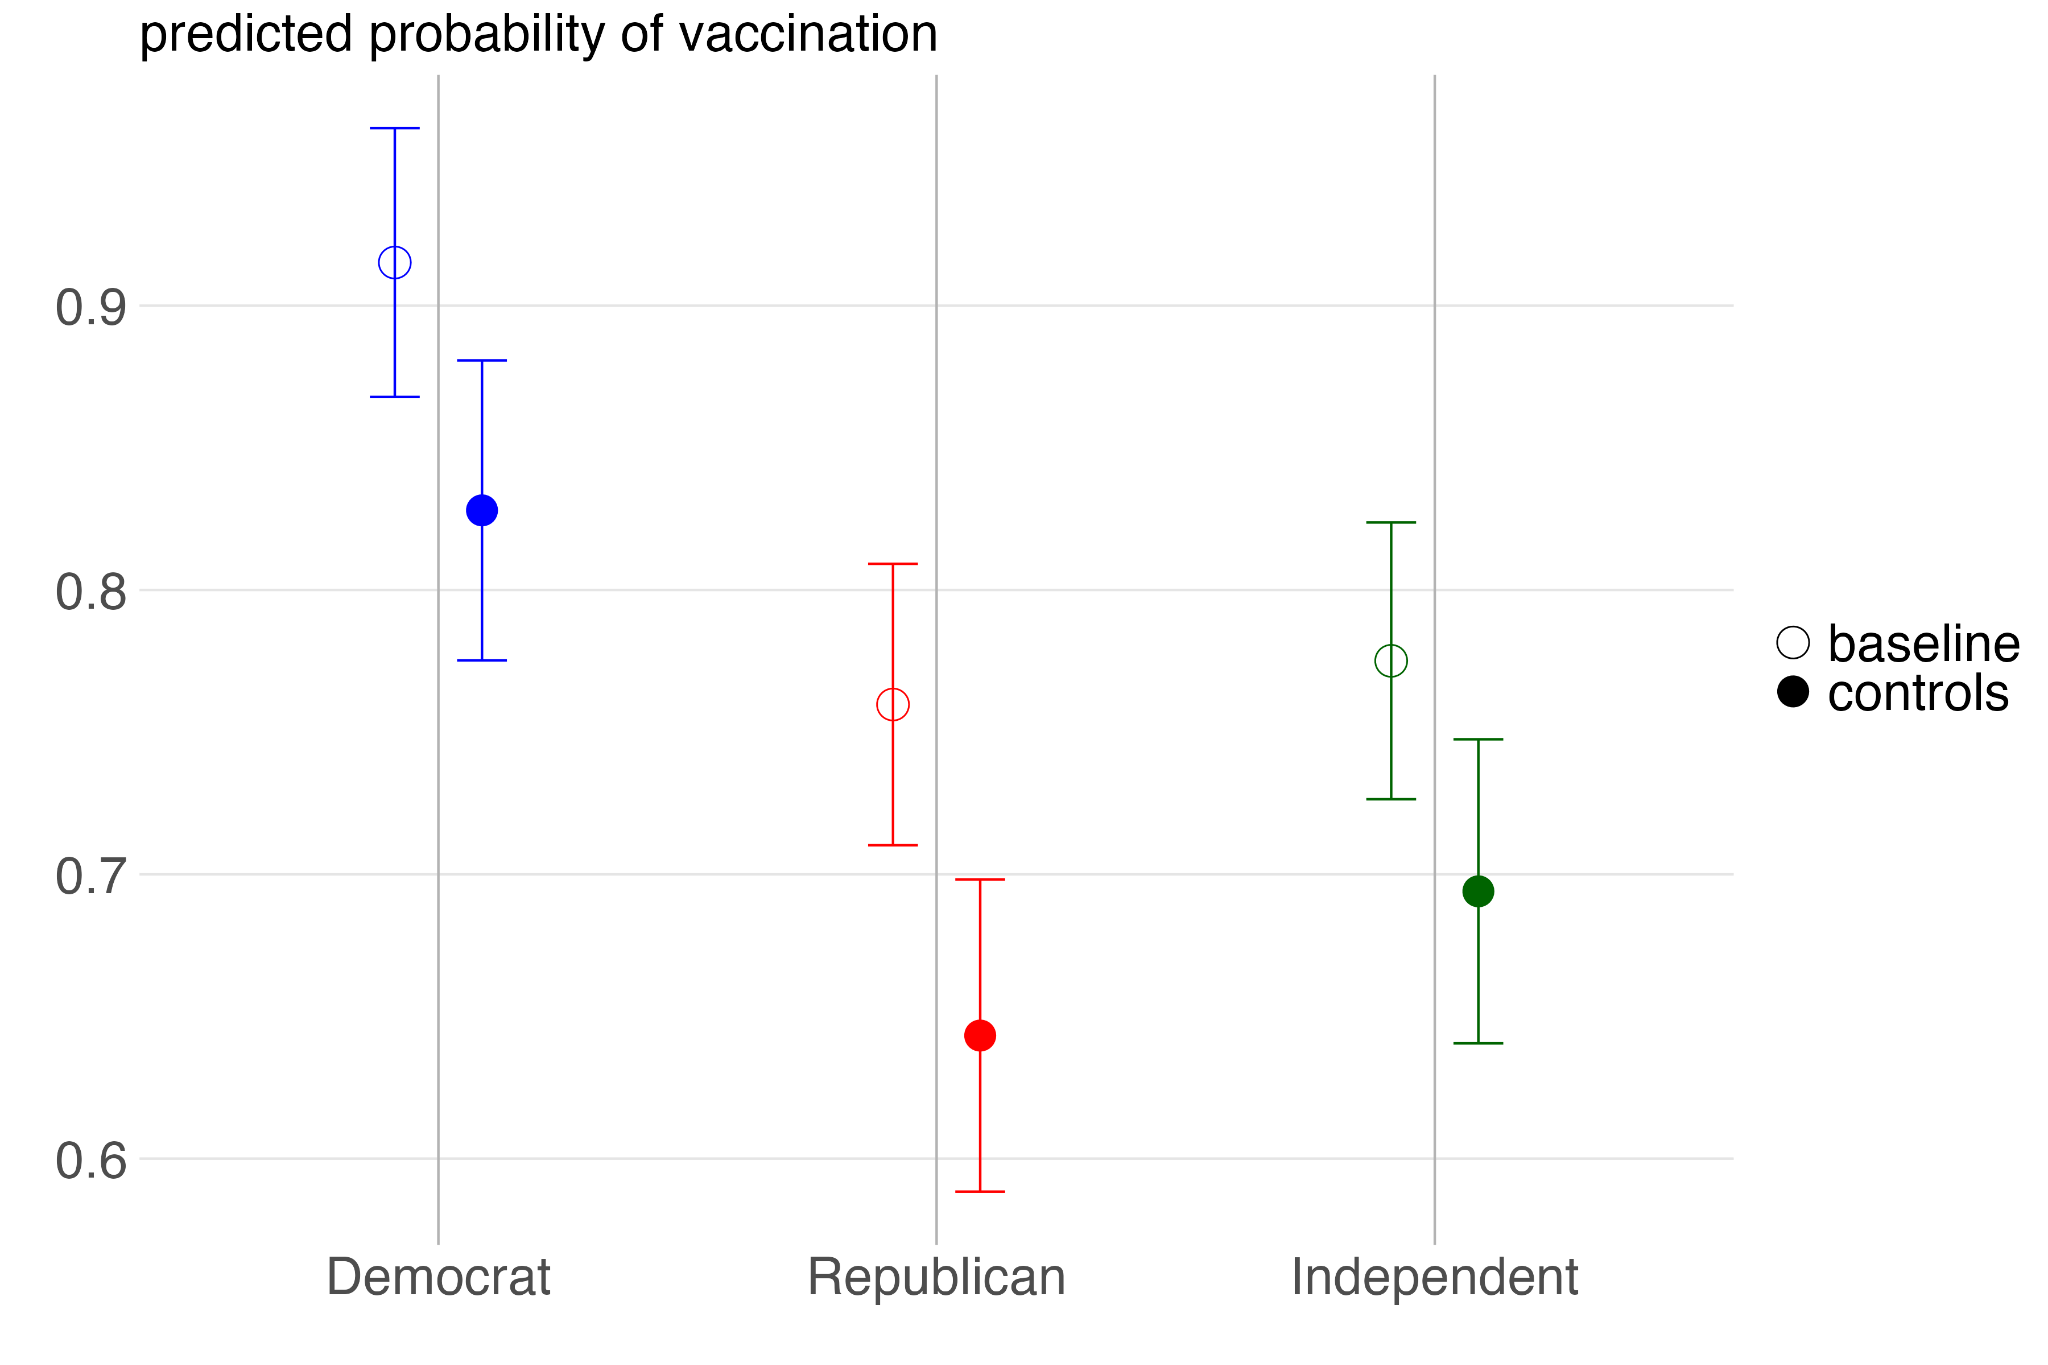 predicted probability of vaccination
0.9
0.8
0.7
0.6
Democrat Republican Independent
baseline
controls